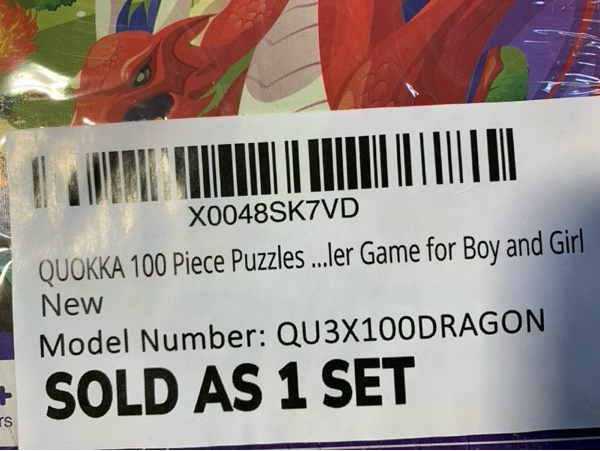 X0048SK7VD
QUOKKA 100 Piece Puzzles ...ler Game for Boy and Girl
New
Model Number: QU3X100DRAGON
SOLD AS 1 SET
+
rs